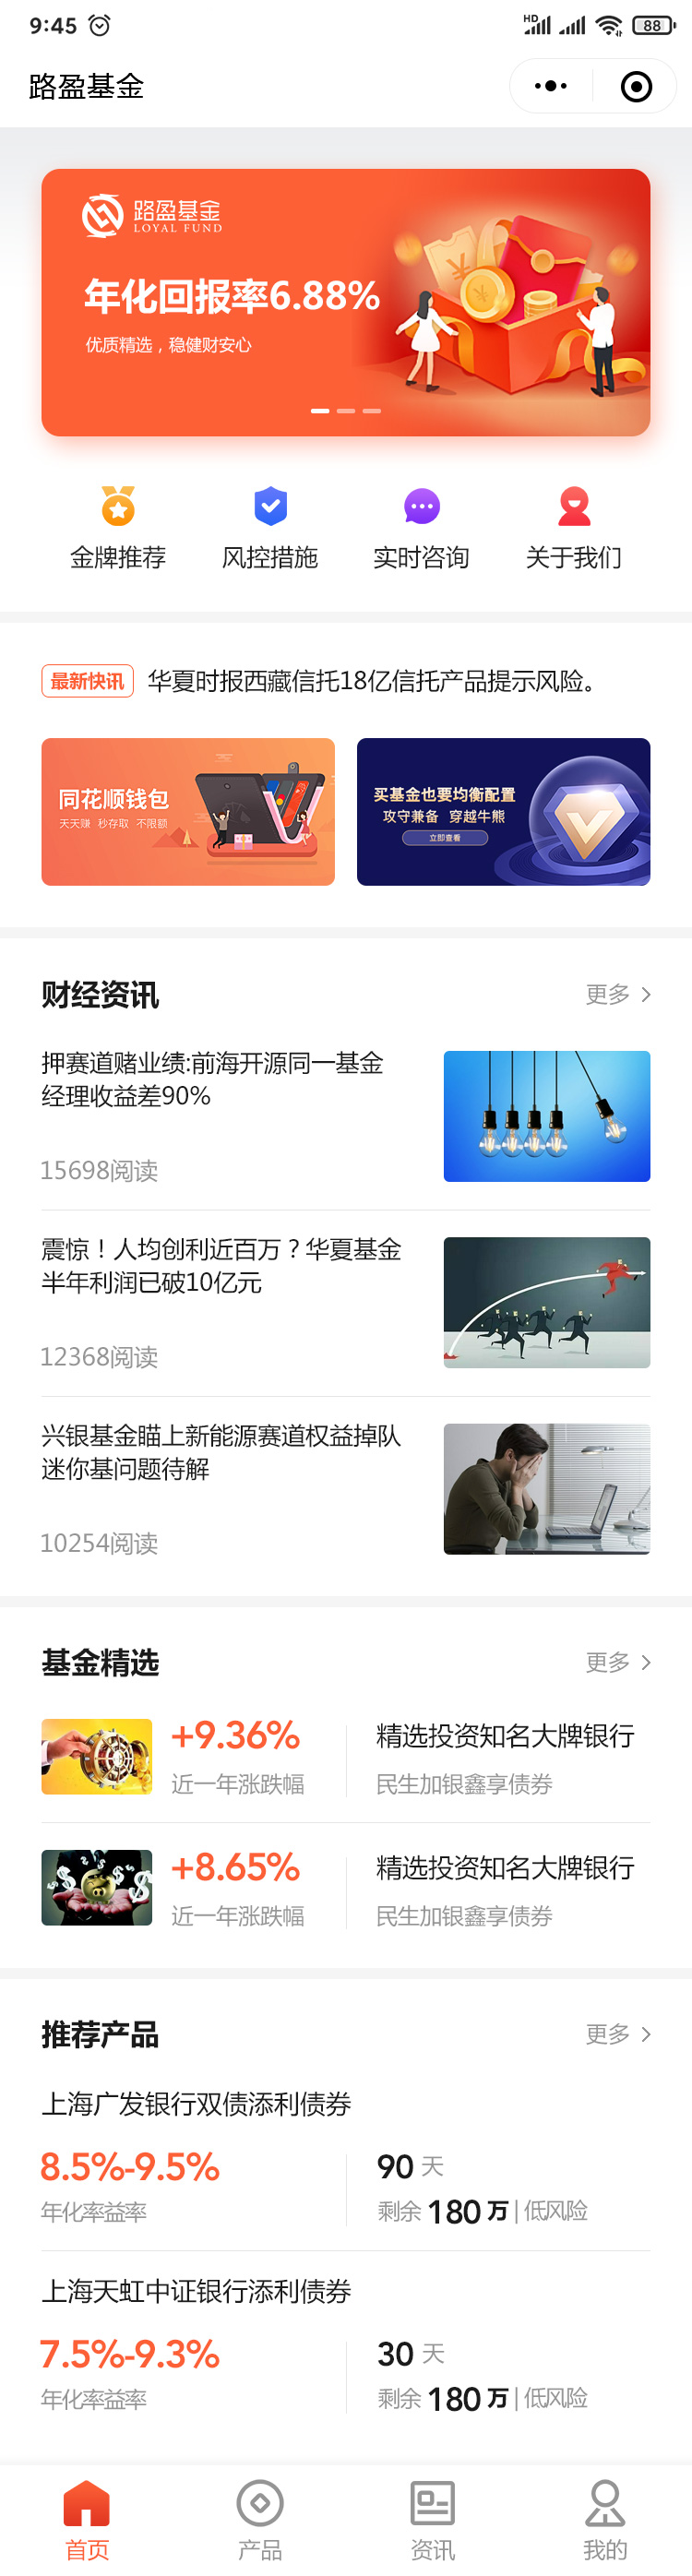 9:45
HD
88
路盈基金
路盈基金
LOYAL FUND
年化回报率6.88%
优质精选，稳健财安心
金牌推荐
风控措施
实时咨询
关于我们
最新快讯 华夏时报西藏信托18亿信托产品提示风险。
同花顺钱包
天天赚 秒存取 不限额
买基金也要均衡配置
攻守兼备 穿越牛熊
立即查看
财经资讯
更多
押赛道赌业绩:前海开源同一基金
经理收益差90%
15698阅读
震惊！人均创利近百万？华夏基金
半年利润已破10亿元
12368阅读
兴银基金瞄上新能源赛道权益掉队
迷你基问题待解
10254阅读
基金精选
更多
+9.36%
近一年涨跌幅
精选投资知名大牌银行
民生加银鑫享债券
+8.65%
近一年涨跌幅
精选投资知名大牌银行
民生加银鑫享债券
推荐产品
更多
上海广发银行双债添利债券
8.5%-9.5%
年化率益率
90 天
剩余 180 万 | 低风险
上海天虹中证银行添利债券
7.5%-9.3%
年化率益率
30 天
剩余 180 万 | 低风险
首页
产品
资讯
我的